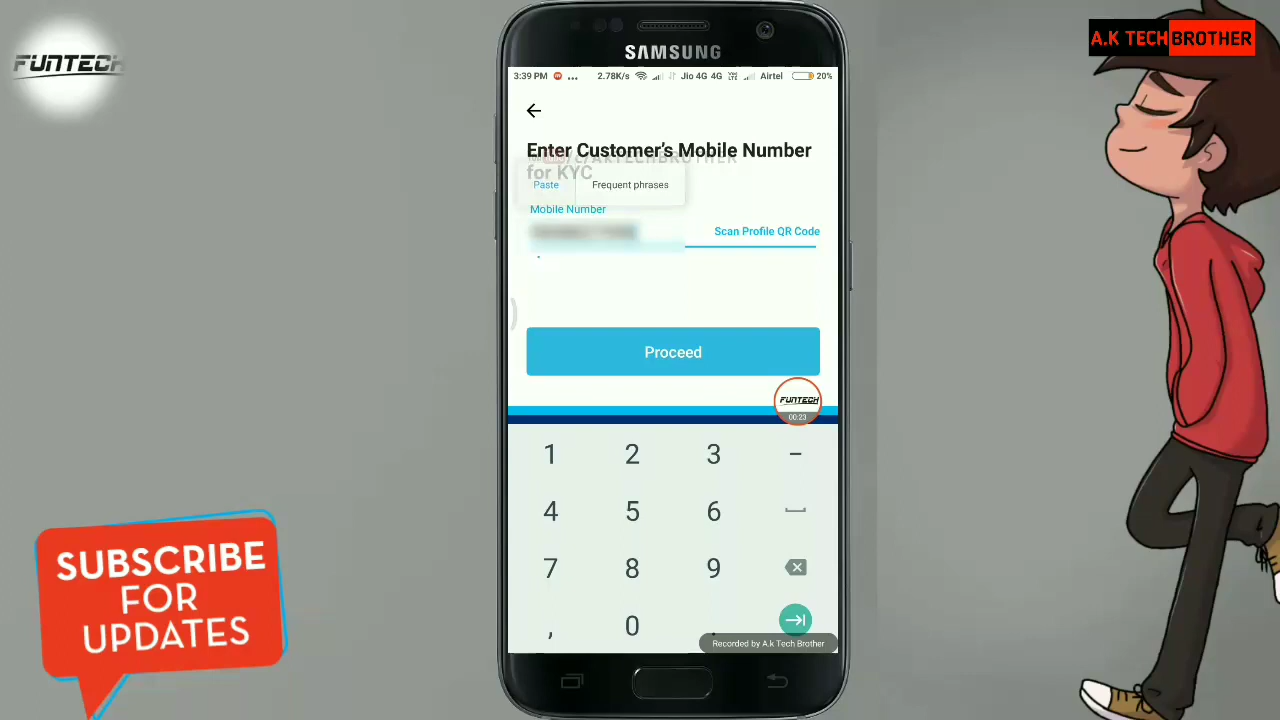 FUNTECH
A.K TECH BROTHER
SAMSUNG
3:39 PM ... 2.78K/s Jio 4G 4G Airtel 20%
Enter Customer's Mobile Number
for KYC
Paste Frequent phrases
Mobile Number
Scan Profile QR Code
Proceed
FUNTECH
00:23
1 2 3 -
4 5 6
7 8 9
, 0 .
Recorded by A.k Tech Brother
SUBSCRIBE
FOR
UPDATES